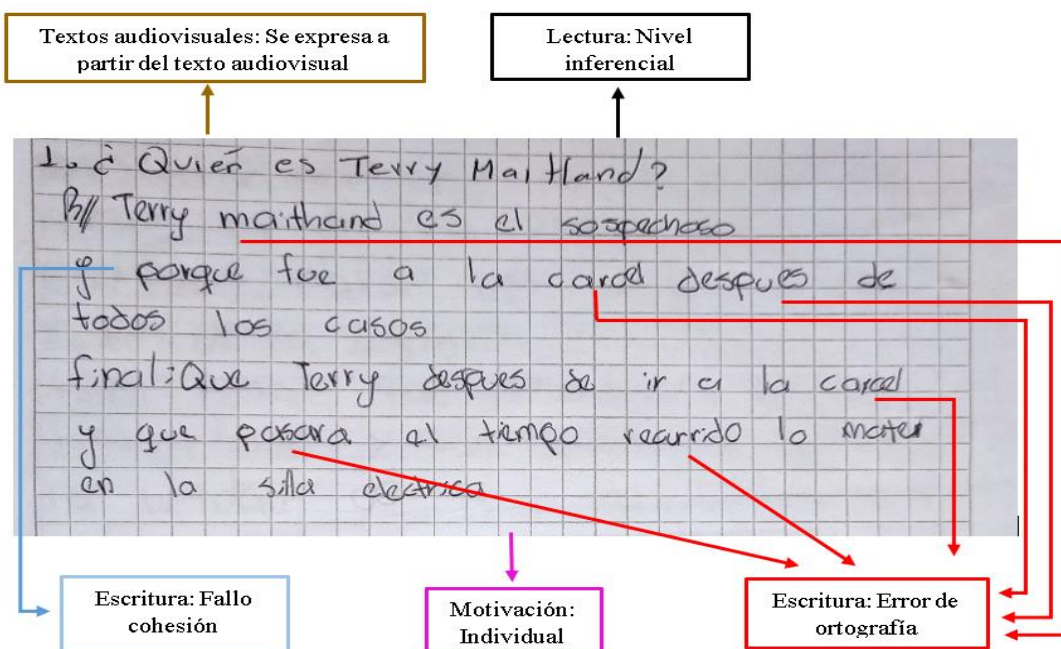 Textos audiovisuales: Se expresa a
partir del texto audiovisual
Lectura: Nivel
inferencial
1. ¿Quién es Terry Maitland?
R// Terry maithand es el sospechoso
y porque fue a la carcel despues de
todos los casos
final: Que Terry despues de ir a la carcel
y que pasara el tiempo recurrido lo maten
en la silla electrica
Escritura: Fallo
cohesión
Motivación:
Individual
Escritura: Error de
ortografía